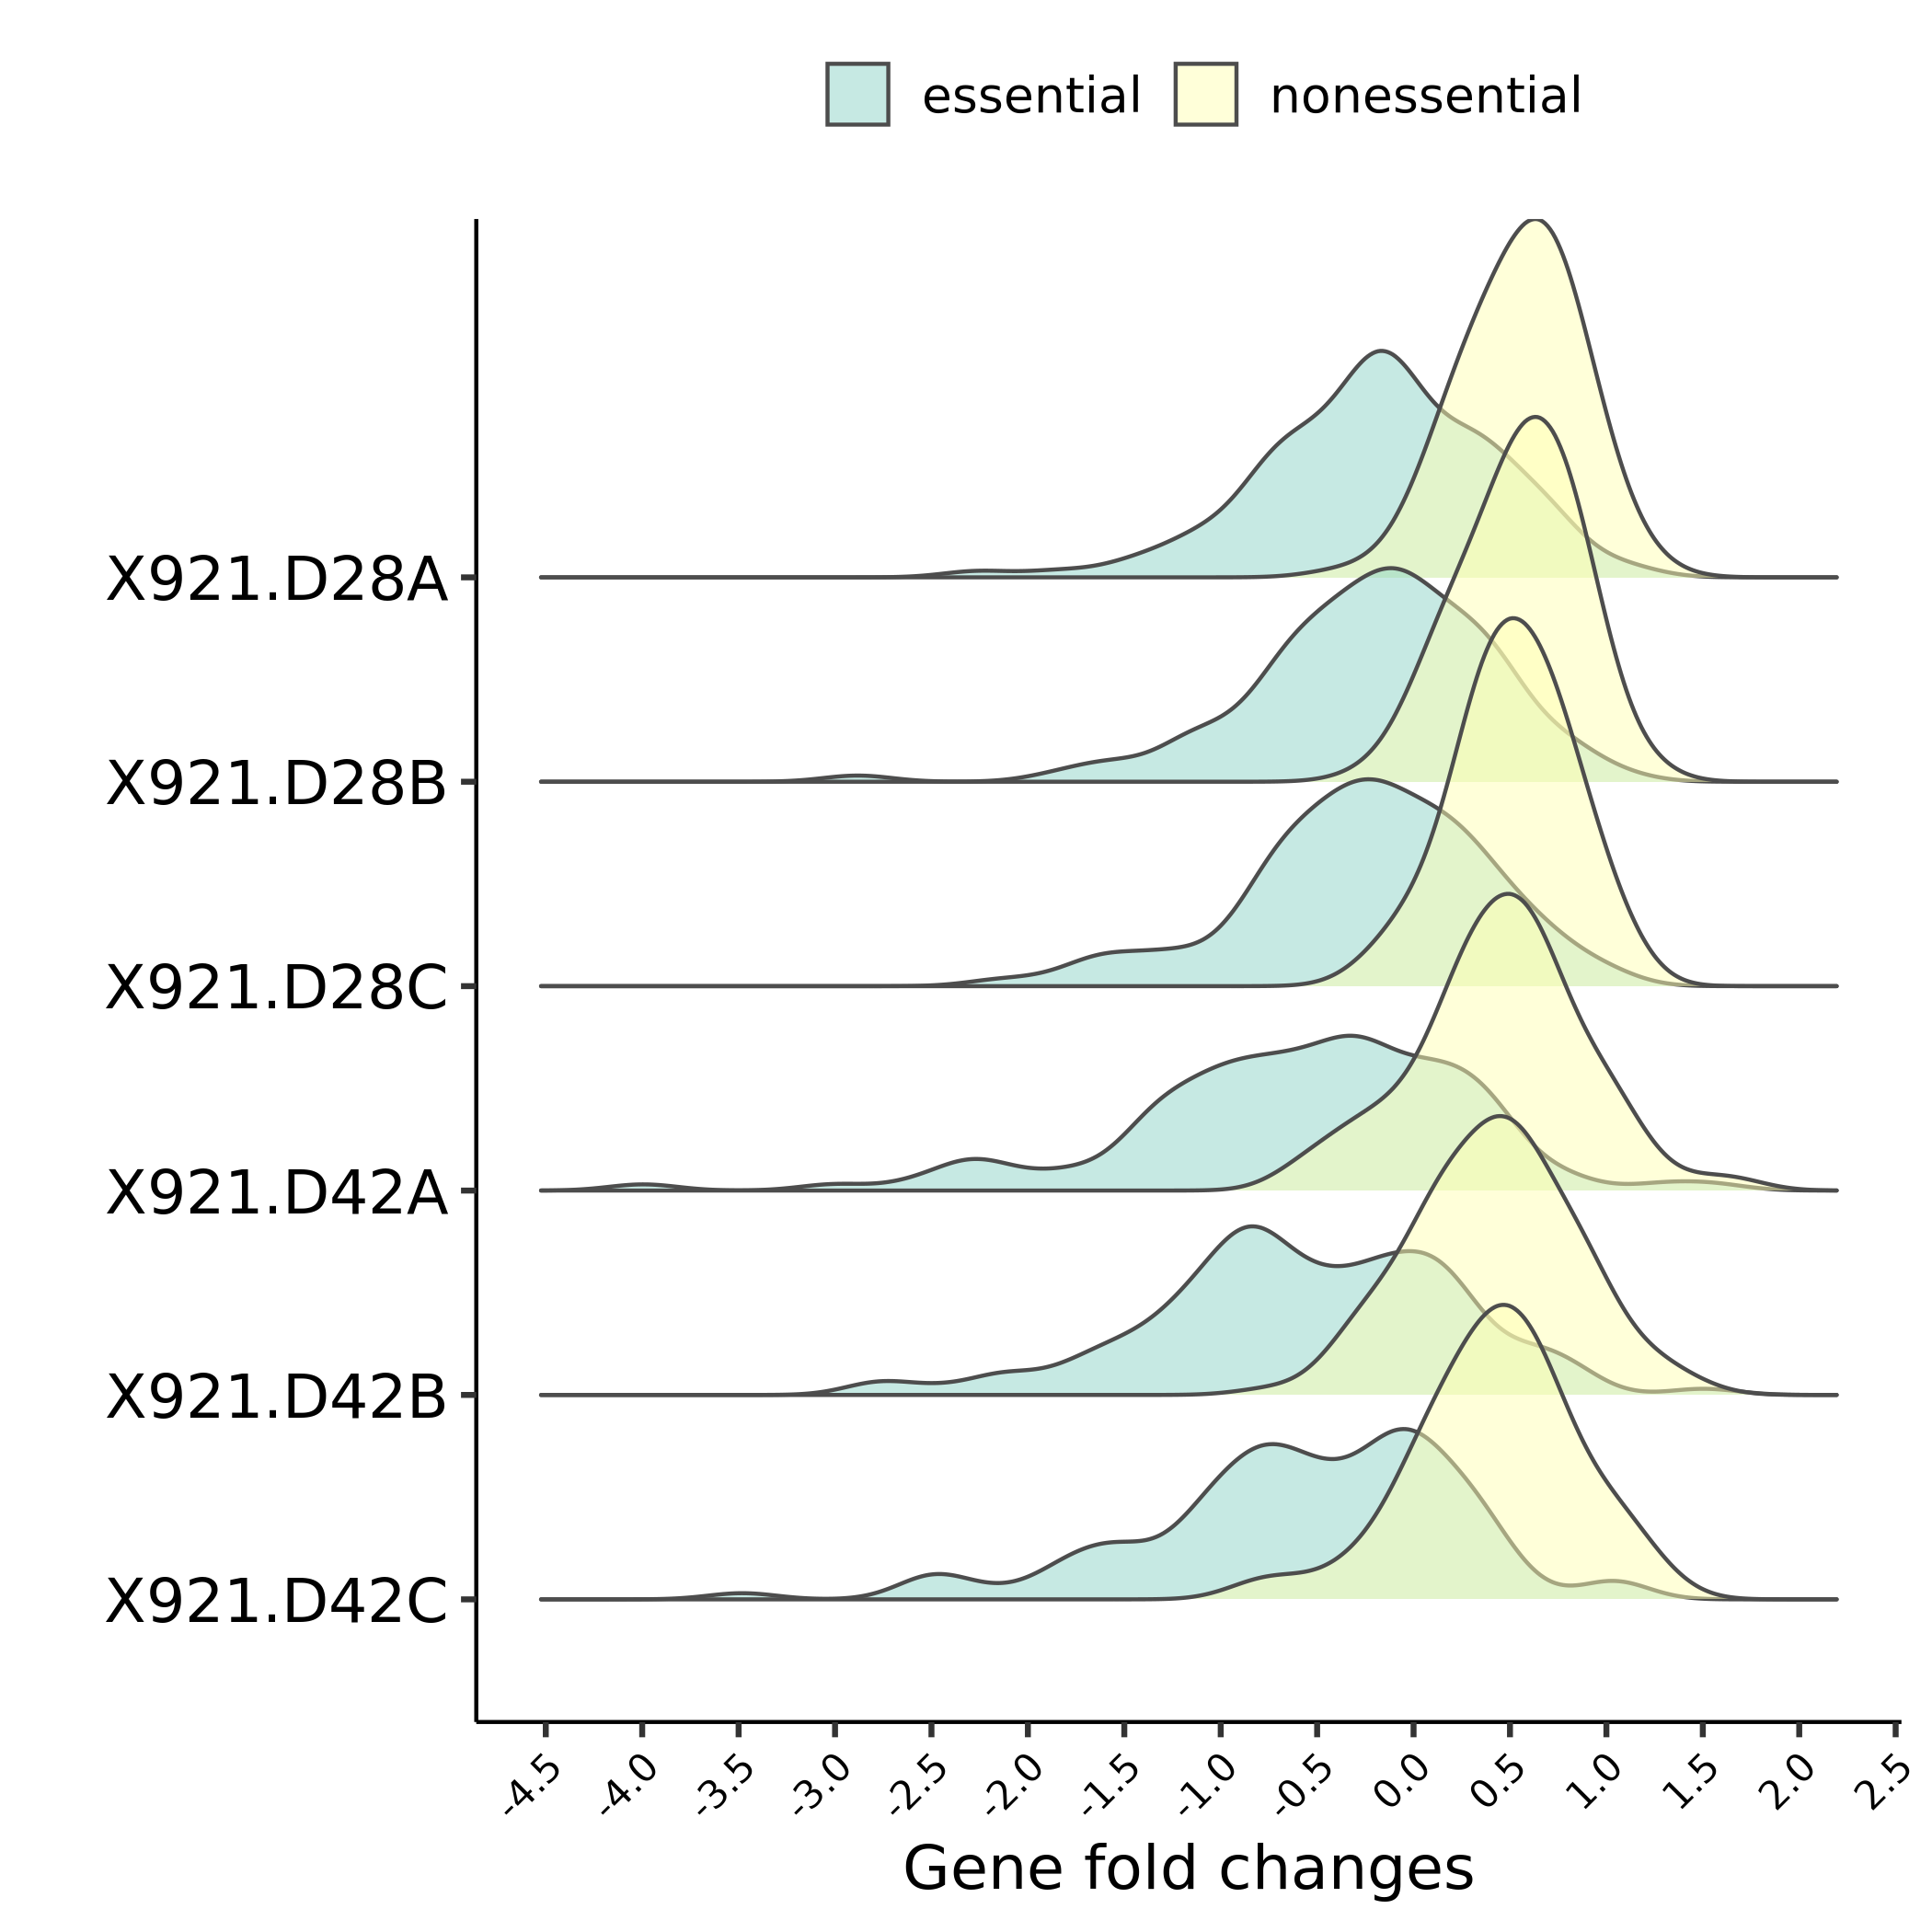 essential nonessential
X921.D28A
X921.D28B
X921.D28C
X921.D42A
X921.D42B
X921.D42C
-4.5 -4.0 -3.5 -3.0 -2.5 -2.0 -1.5 -1.0 -0.5 0.0 0.5 1.0 1.5 2.0 2.5
Gene fold changes